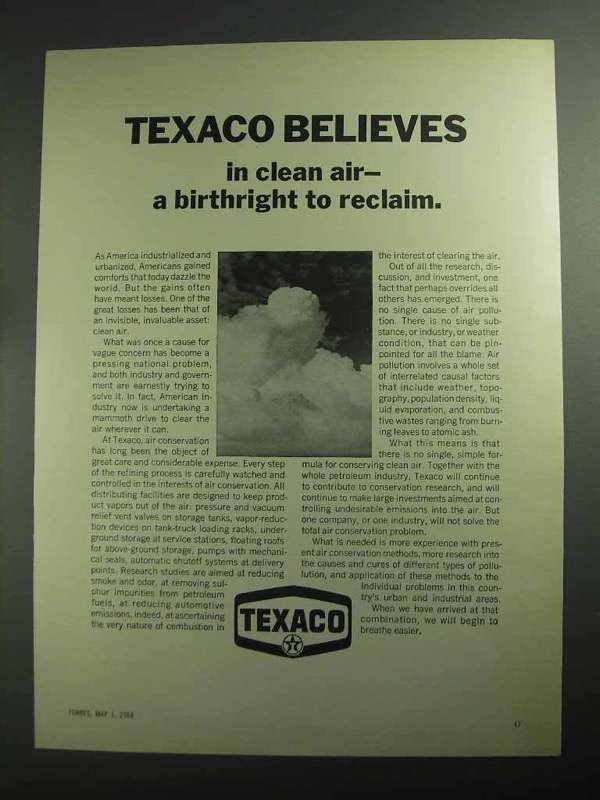 TEXACO BELIEVES
in clean air—
a birthright to reclaim.
As America industrialized and
urbanized, Americans gained
comforts that today dazzle the
world. But the gains often
have meant losses. One of the
great losses has been that of
an invisible, invaluable asset:
clean air.
What was once a cause for
vague concern has become a
pressing national problem,
and both industry and govern-
ment are earnestly trying to
solve it. In fact, American in-
dustry now is undertaking a
mammoth drive to clear the
air wherever it can.
At Texaco, air conservation
has long been the object of
great care and considerable expense. Every step
of the refining process is carefully watched and
controlled in the interests of air conservation. All
distributing facilities are designed to keep prod-
uct vapors out of the air: pressure and vacuum
relief vent valves on storage tanks, vapor-reduc-
tion devices on tank-truck loading racks, under-
ground storage at service stations, floating roofs
for above-ground storage, pumps with mechani-
cal seals, automatic shutoff systems at delivery
points. Research studies are aimed at reducing
smoke and odor, at removing sul-
phur impurities from petroleum
fuels, at reducing automotive
emissions, indeed, at ascertaining
the very nature of combustion in
the interest of clearing the air.
Out of all the research, dis-
cussion, and investment, one
fact that perhaps overrides all
others has emerged. There is
no single cause of air pollu-
tion. There is no single sub-
stance, or industry, or weather
condition, that can be pin-
pointed for all the blame. Air
pollution involves a whole set
of interrelated causal factors
that include weather, topo-
graphy, population density, liq-
uid evaporation, and combus-
tive wastes ranging from burn-
ing leaves to atomic ash.
What this means is that
there is no single, simple for-
mula for conserving clean air. Together with the
whole petroleum industry, Texaco will continue
to contribute to conservation research, and will
continue to make large investments aimed at con-
trolling undesirable emissions into the air. But
one company, or one industry, will not solve the
total air conservation problem.
What is needed is more experience with pres-
ent air conservation methods, more research into
the causes and cures of different types of pollu-
lution, and application of these methods to the
individual problems in this coun-
try's urban and industrial areas.
When we have arrived at that
combination, we will begin to
breathe easier.
TEXACO
T
FORBES, MAY 1, 1968
47